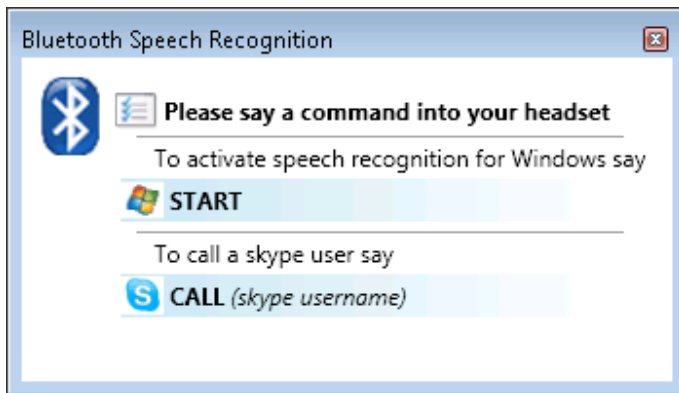 Bluetooth Speech Recognition
Please say a command into your headset
To activate speech recognition for Windows say
START
To call a skype user say
CALL (skype username)